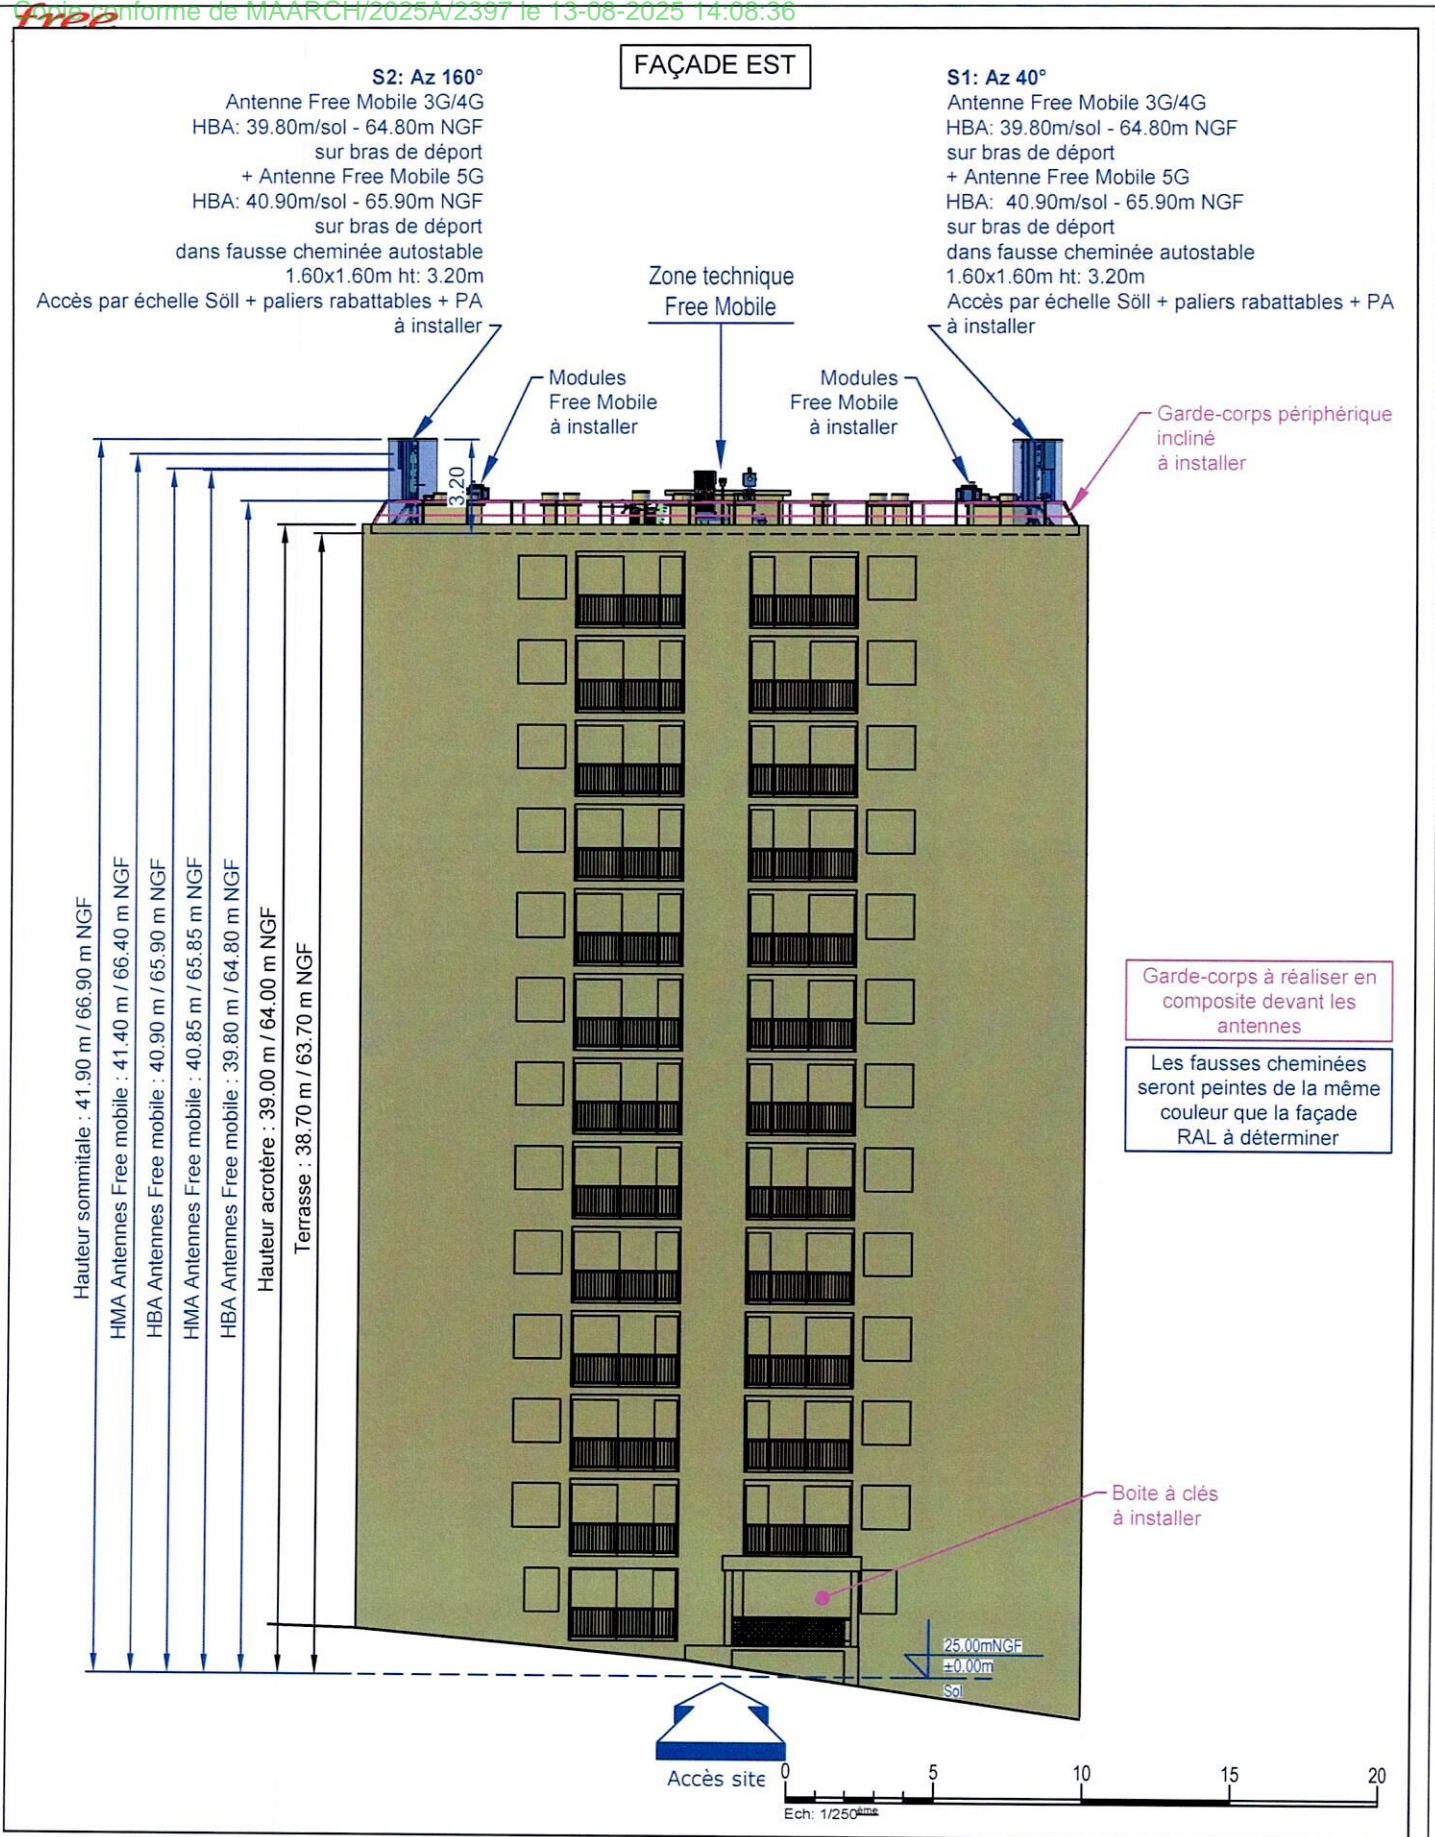 Copie conforme de MAARCH/2025A/2397 le 13-08-2025 14:08:36
free
FAÇADE EST
S2: Az 160°
Antenne Free Mobile 3G/4G
HBA: 39.80m/sol - 64.80m NGF
sur bras de déport
+ Antenne Free Mobile 5G
HBA: 40.90m/sol - 65.90m NGF
sur bras de déport
dans fausse cheminée autostable
1.60x1.60m ht: 3.20m
Accès par échelle Söll + paliers rabattables + PA
à installer
S1: Az 40°
Antenne Free Mobile 3G/4G
HBA: 39.80m/sol - 64.80m NGF
sur bras de déport
+ Antenne Free Mobile 5G
HBA: 40.90m/sol - 65.90m NGF
sur bras de déport
dans fausse cheminée autostable
1.60x1.60m ht: 3.20m
Accès par échelle Söll + paliers rabattables + PA
à installer
Zone technique
Free Mobile
Modules
Free Mobile
à installer
Modules
Free Mobile
à installer
Garde-corps périphérique
incliné
à installer
3.20
Hauteur sommitale : 41.90 m / 66.90 m NGF
HMA Antennes Free mobile : 41.40 m / 66.40 m NGF
HBA Antennes Free mobile : 40.90 m / 65.90 m NGF
HMA Antennes Free mobile : 40.85 m / 65.85 m NGF
HBA Antennes Free mobile : 39.80 m / 64.80 m NGF
Hauteur acrotère : 39.00 m / 64.00 m NGF
Terrasse : 38.70 m / 63.70 m NGF
Garde-corps à réaliser en
composite devant les
antennes
Les fausses cheminées
seront peintes de la même
couleur que la façade
RAL à déterminer
Boite à clés
à installer
25.00mNGF
±0.00m
Sol
Accès site
0 5 10 15 20
Ech: 1/250ème